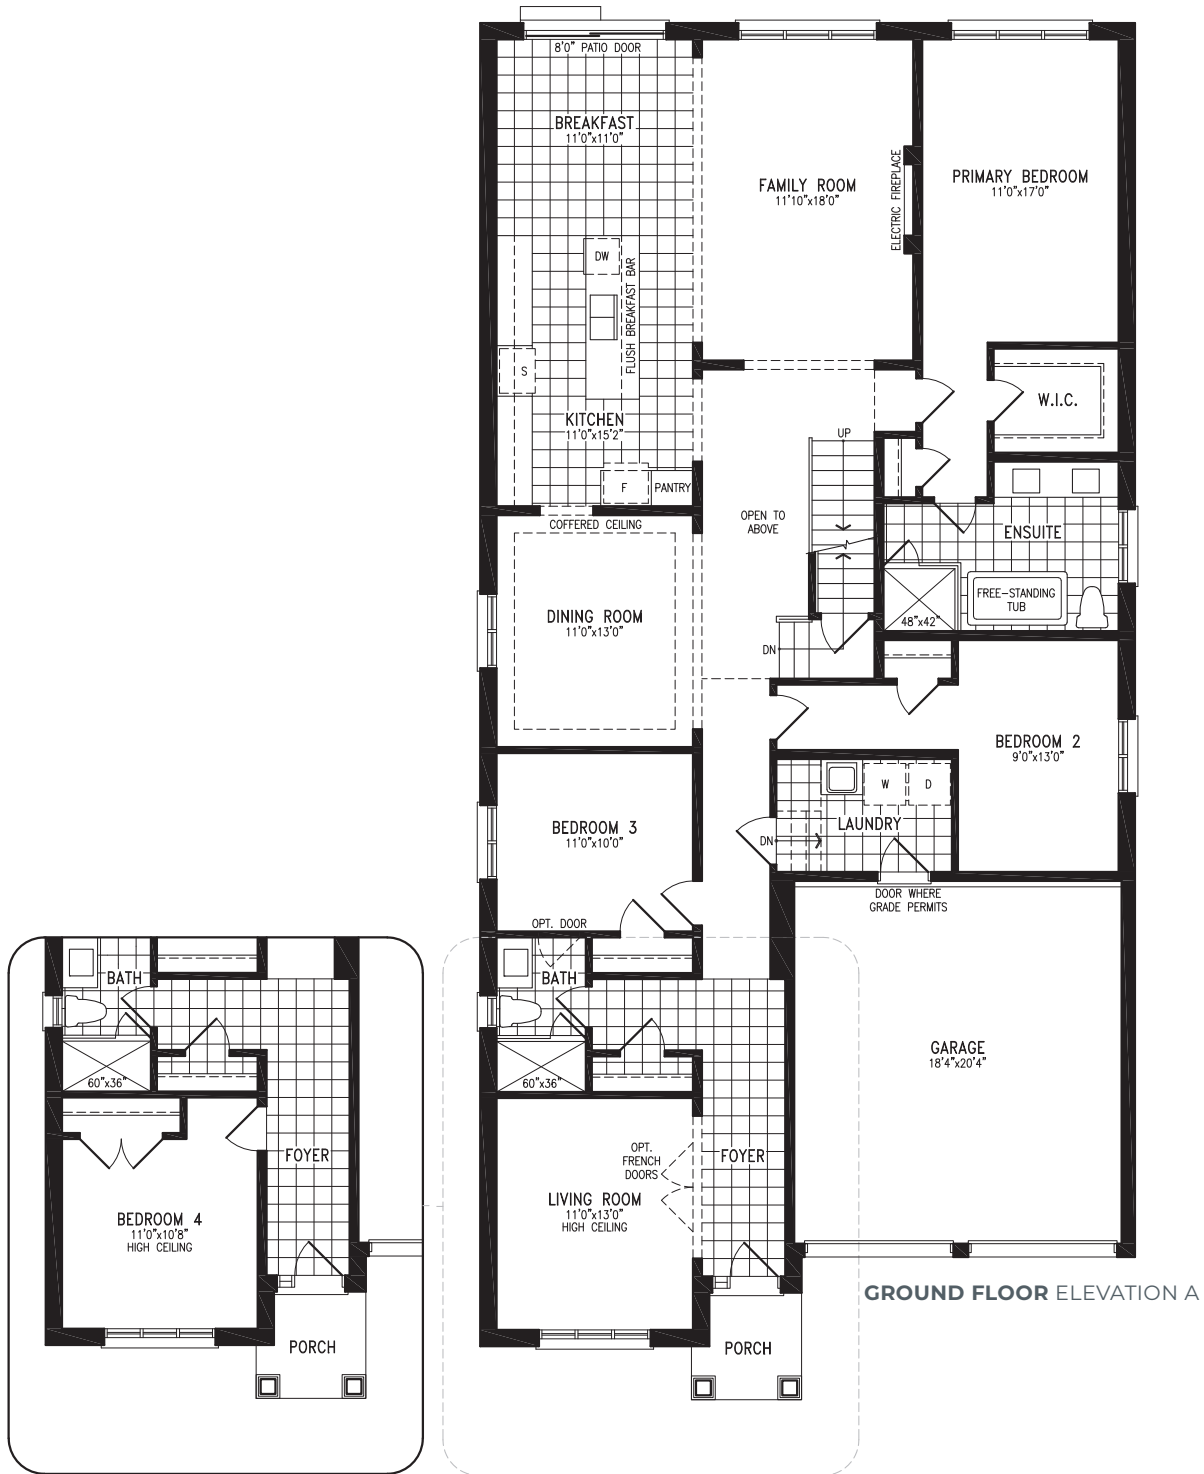 8'0" PATIO DOOR
BREAKFAST
11'0"x11'0"
FAMILY ROOM
11'10"x18'0"
ELECTRIC FIREPLACE
PRIMARY BEDROOM
11'0"x17'0"
DW
FLUSH BREAKFAST BAR
S
KITCHEN
11'0"x15'2"
F
PANTRY
W.I.C.
UP
OPEN TO
ABOVE
ENSUITE
FREE-STANDING
TUB
48"x42"
COFFERED CEILING
DINING ROOM
11'0"x13'0"
DN
BEDROOM 2
9'0"x13'0"
W
D
LAUNDRY
DN
BEDROOM 3
11'0"x10'0"
OPT. DOOR
DOOR WHERE
GRADE PERMITS
BATH
60"x36"
GARAGE
18'4"x20'4"
OPT.
FRENCH
DOORS
FOYER
LIVING ROOM
11'0"x13'0"
HIGH CEILING
PORCH
BATH
60"x36"
FOYER
BEDROOM 4
11'0"x10'8"
HIGH CEILING
PORCH
GROUND FLOOR ELEVATION A